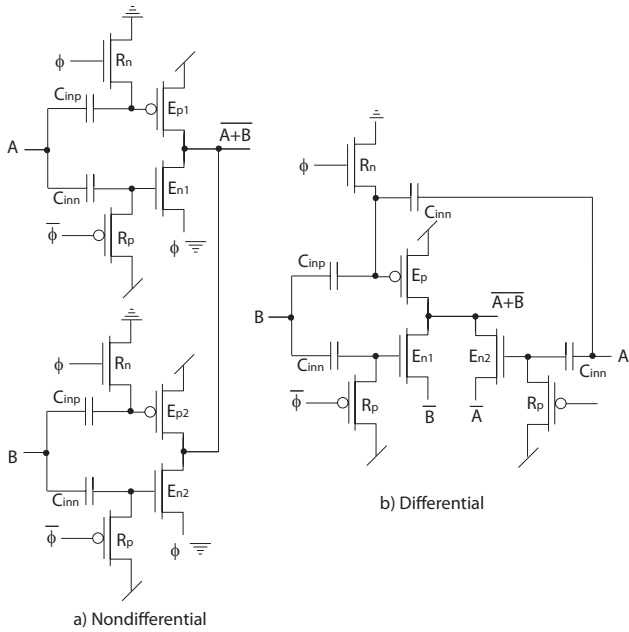 ϕ
Rn
Cinp
Ep1
A
A+B
Cinn
En1
ϕ
Rp
ϕ
ϕ
Rn
Cinp
Ep2
B
Cinn
En2
ϕ
Rp
ϕ
a) Nondifferential
ϕ
Rn
Cinn
Cinp
Ep
B
A+B
En1
En2
A
Cinn
Cinn
ϕ
Rp
B
A
Rp
b) Differential